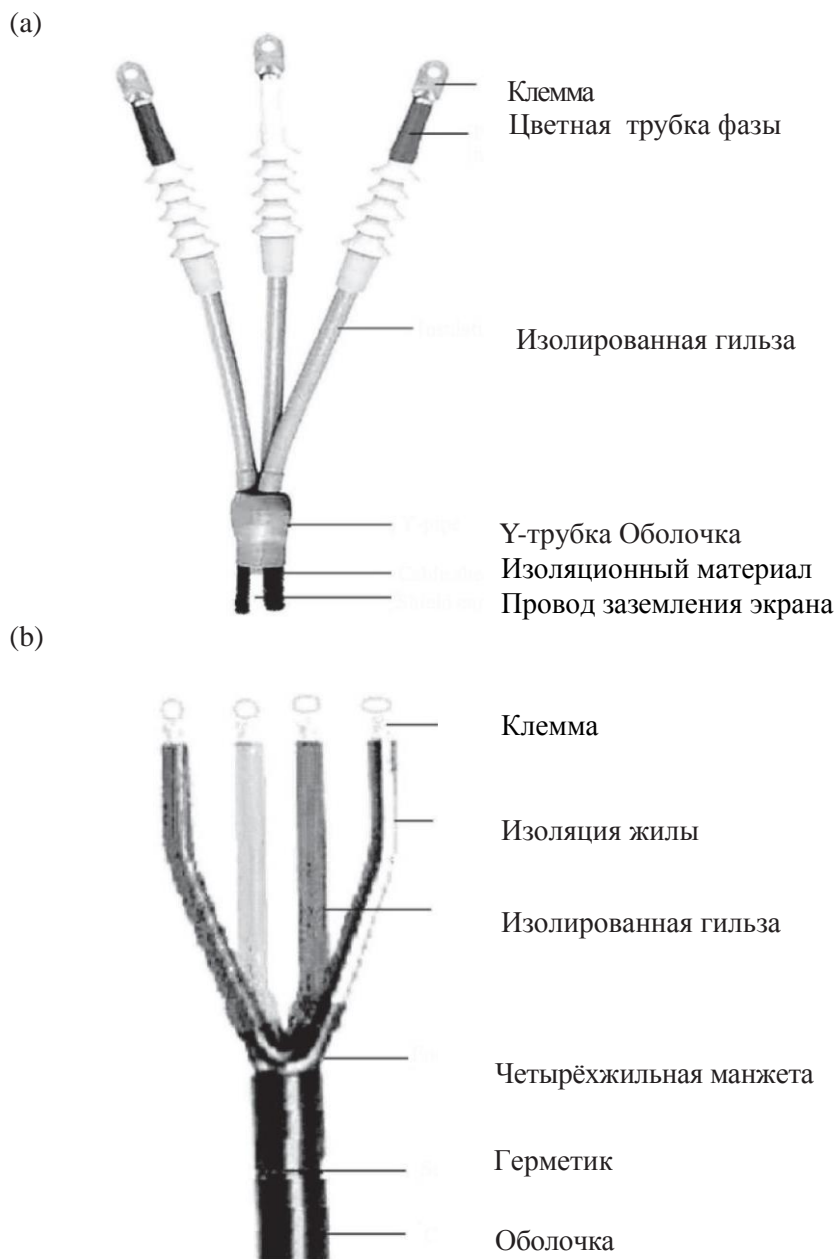 (a)
Клемма
Цветная трубка фазы
Изолированная гильза
Y-трубка Оболочка
Изоляционный материал
Провод заземления экрана
(b)
Клемма
Изоляция жилы
Изолированная гильза
Четырёхжильная манжета
Герметик
Оболочка